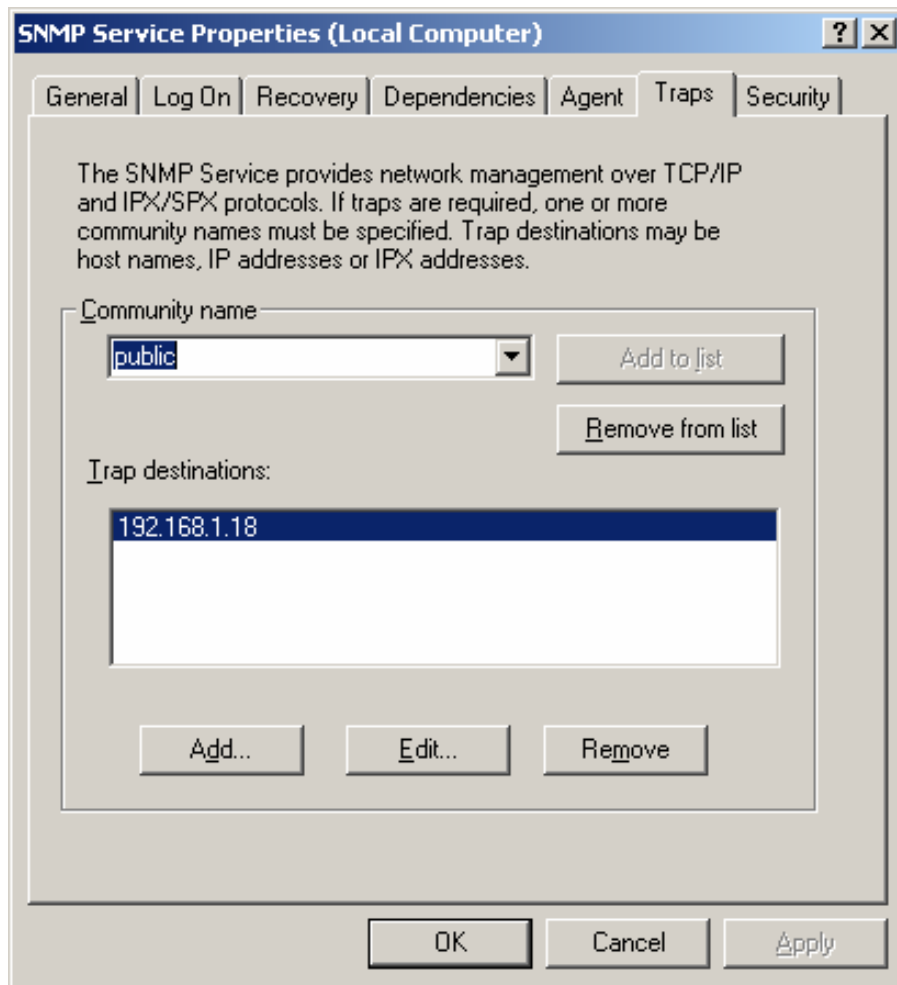 SNMP Service Properties (Local Computer)
General Log On Recovery Dependencies Agent Traps Security
The SNMP Service provides network management over TCP/IP
and IPX/SPX protocols. If traps are required, one or more
community names must be specified. Trap destinations may be
host names, IP addresses or IPX addresses.
Community name
public Add to list
Remove from list
Trap destinations:
192.168.1.18
Add... Edit... Remove
OK Cancel Apply